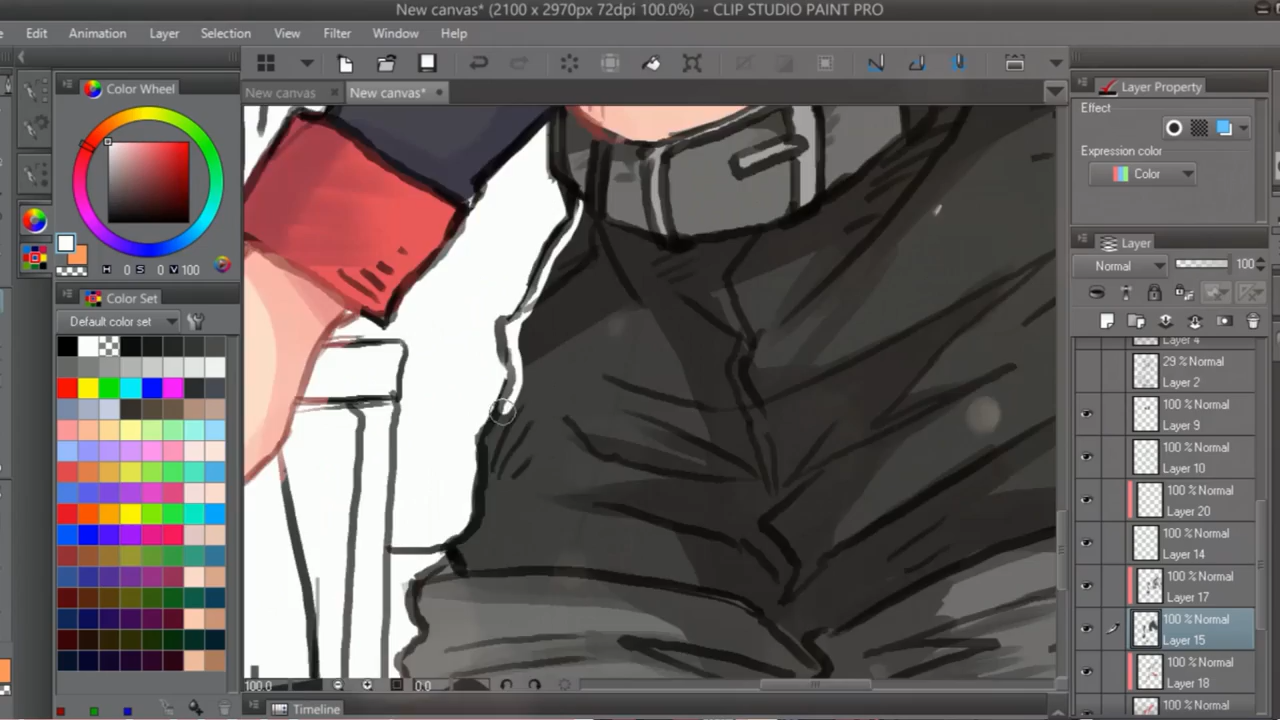 New canvas* (2100 x 2970px 72dpi 100.0%) - CLIP STUDIO PAINT PRO
Edit Animation Layer Selection View Filter Window Help
Color Wheel
H 0 S 0 V 100
Color Set
Default color set
New canvas
New canvas*
100.0
0.0
Timeline
Layer Property
Effect
Expression color
Color
Layer
Normal
100
Layer 4
29 % Normal
Layer 2
100 % Normal
Layer 9
100 % Normal
Layer 10
100 % Normal
Layer 20
100 % Normal
Layer 14
100 % Normal
Layer 17
100 % Normal
Layer 15
100 % Normal
Layer 18
100 % Normal